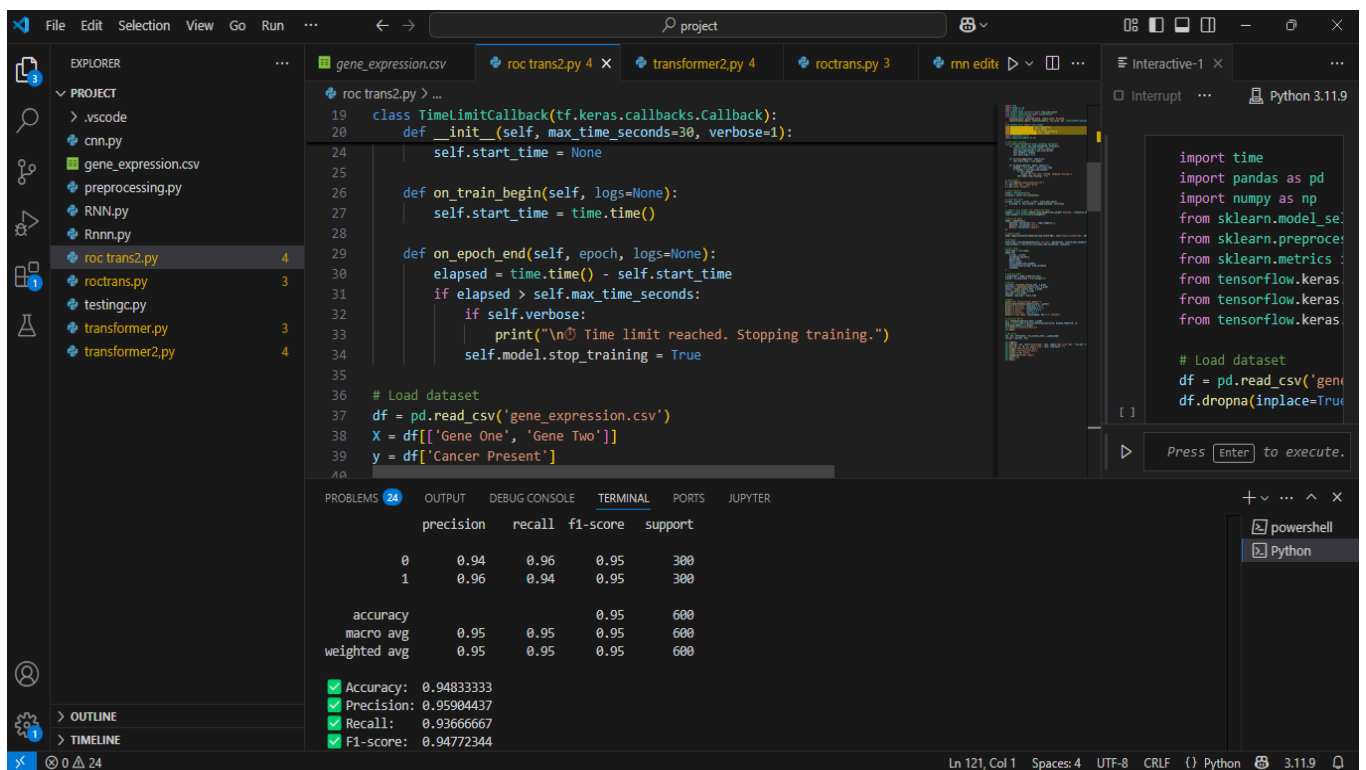 File Edit Selection View Go Run ... project
EXPLORER
PROJECT
.vscode
cnn.py
gene_expression.csv
preprocessing.py
RNN.py
Rnnn.py
roc trans2.py 4
roctrans.py 3
testingc.py
transformer.py 3
transformer2,py 4
OUTLINE
TIMELINE
gene_expression.csv roc trans2.py 4 transformer2,py 4 roctrans.py 3 rnn edite
roc trans2.py > ...
19 class TimeLimitCallback(tf.keras.callbacks.Callback):
20 def __init__(self, max_time_seconds=30, verbose=1):
24 self.start_time = None
25
26 def on_train_begin(self, logs=None):
27 self.start_time = time.time()
28
29 def on_epoch_end(self, epoch, logs=None):
30 elapsed = time.time() - self.start_time
31 if elapsed > self.max_time_seconds:
32 if self.verbose:
33 print("\n⏱ Time limit reached. Stopping training.")
34 self.model.stop_training = True
35
36 # Load dataset
37 df = pd.read_csv('gene_expression.csv')
38 X = df[['Gene One', 'Gene Two']]
39 y = df['Cancer Present']
40
Interactive-1
Interrupt ... Python 3.11.9
import time
import pandas as pd
import numpy as np
from sklearn.model_se
from sklearn.preproces
from sklearn.metrics
from tensorflow.keras.
from tensorflow.keras.
from tensorflow.keras.
# Load dataset
df = pd.read_csv('gene
df.dropna(inplace=True
[ ]
Press Enter to execute.
PROBLEMS 24 OUTPUT DEBUG CONSOLE TERMINAL PORTS JUPYTER
precision recall f1-score support
0 0.94 0.96 0.95 300
1 0.96 0.94 0.95 300
accuracy 0.95 600
macro avg 0.95 0.95 0.95 600
weighted avg 0.95 0.95 0.95 600
✅ Accuracy: 0.94833333
✅ Precision: 0.95904437
✅ Recall: 0.93666667
✅ F1-score: 0.94772344
powershell
Python
0 24 Ln 121, Col 1 Spaces: 4 UTF-8 CRLF {} Python 3.11.9